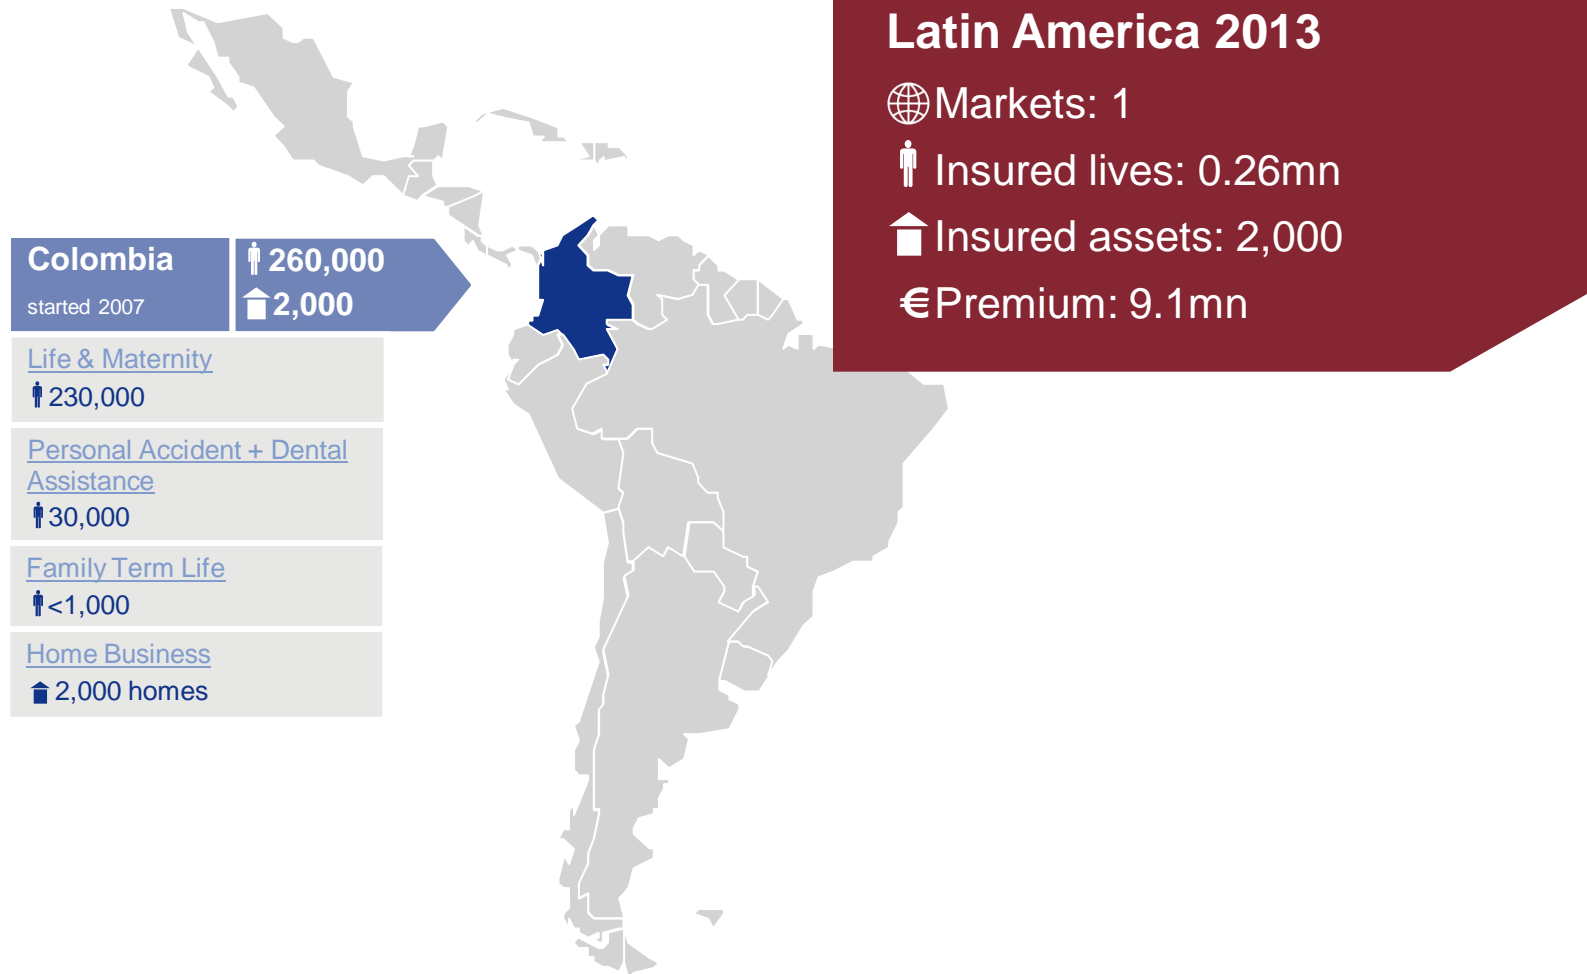 Latin America 2013
Markets: 1
Insured lives: 0.26mn
Insured assets: 2,000
€Premium: 9.1mn
Colombia
started 2007
260,000
2,000
Life & Maternity
230,000
Personal Accident + Dental
Assistance
30,000
Family Term Life
<1,000
Home Business
2,000 homes